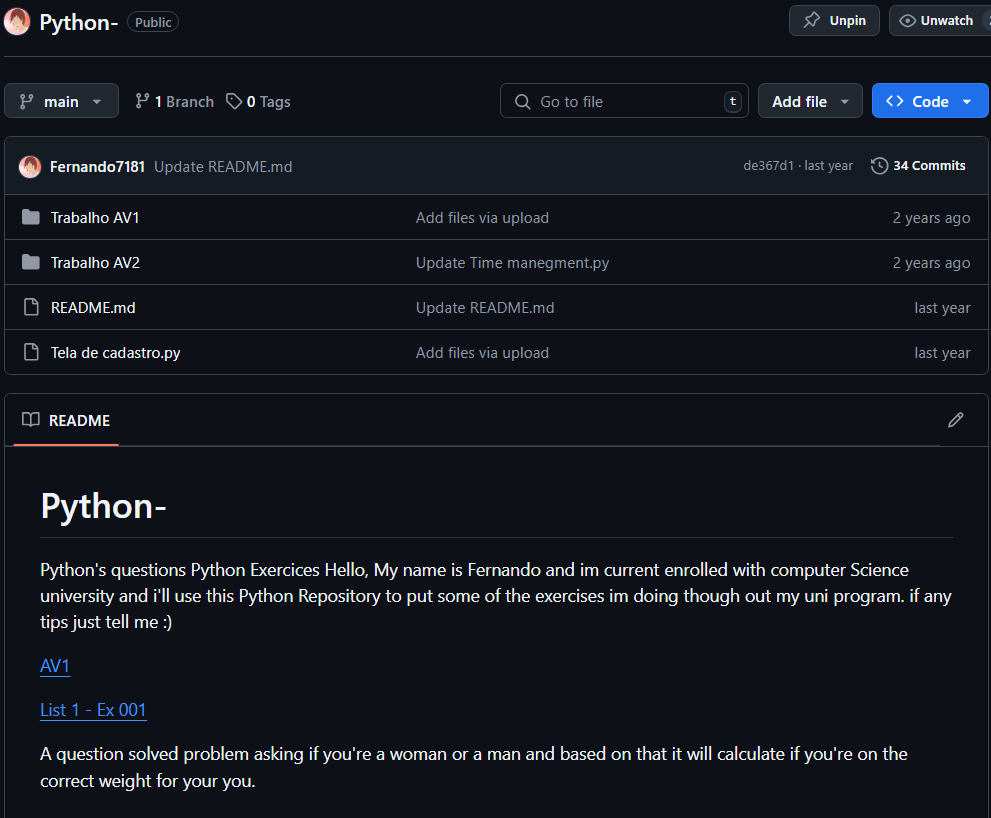 Python- Public Unpin Unwatch
main 1 Branch 0 Tags Go to file t Add file Code
Fernando7181 Update README.md de367d1 · last year 34 Commits
Trabalho AV1 Add files via upload 2 years ago
Trabalho AV2 Update Time manegment.py 2 years ago
README.md Update README.md last year
Tela de cadastro.py Add files via upload last year
README
Python-
Python's questions Python Exercices Hello, My name is Fernando and im current enrolled with computer Science
university and i'll use this Python Repository to put some of the exercises im doing though out my uni program. if any
tips just tell me :)
AV1
List 1 - Ex 001
A question solved problem asking if you're a woman or a man and based on that it will calculate if you're on the
correct weight for your you.